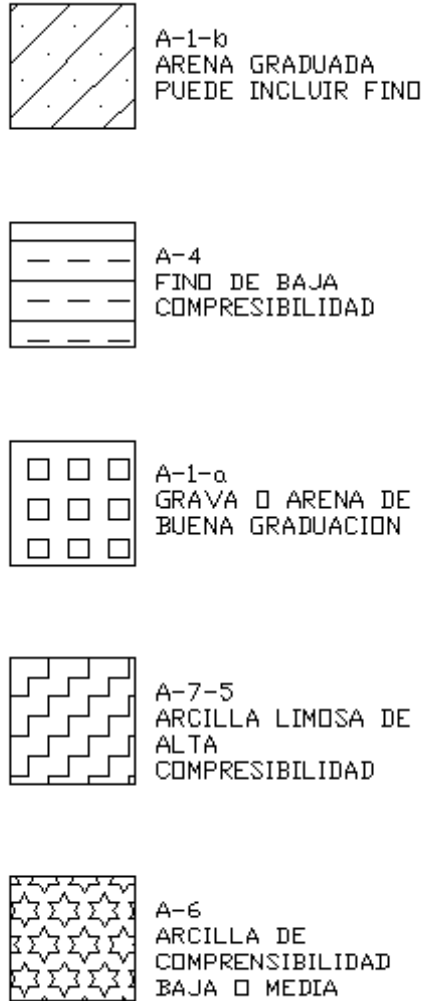 A-1-b
ARENA GRADUADA
PUEDE INCLUIR FINO
A-4
FINO DE BAJA
COMPRESIBILIDAD
A-1-a
GRAVA O ARENA DE
BUENA GRADUACION
A-7-5
ARCILLA LIMOSA DE
ALTA
COMPRESIBILIDAD
A-6
ARCILLA DE
COMPRENSIBILIDAD
BAJA O MEDIA